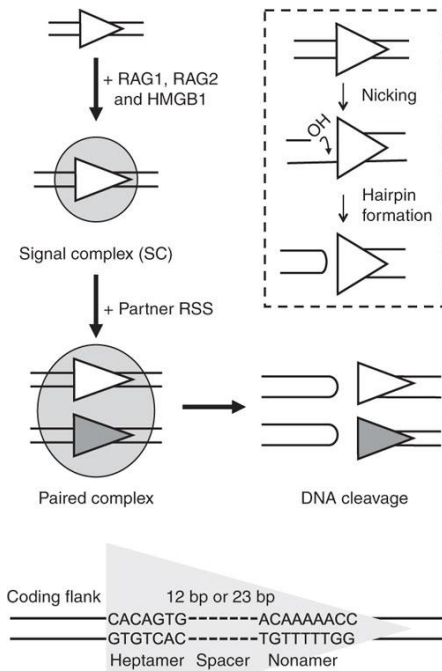 + RAG1, RAG2
and HMGB1
Signal complex (SC)
+ Partner RSS
Paired complex
Nicking
OH
Hairpin
formation
DNA cleavage
Coding flank 12 bp or 23 bp
CACAGTG-------ACAAAAACC
GTGTCAC-------TGTTTTTGG
Heptamer Spacer Nonamer